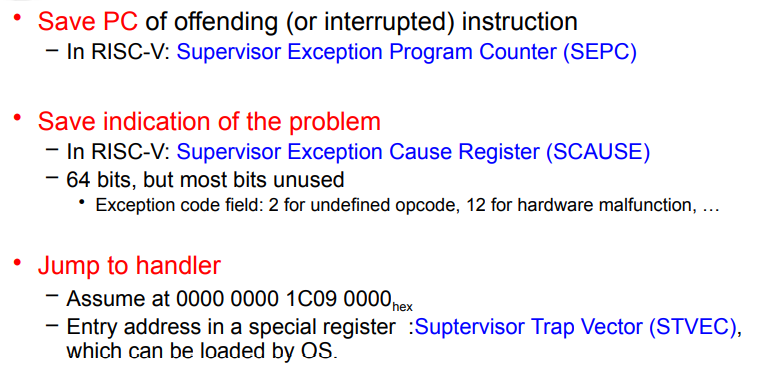 • Save PC of offending (or interrupted) instruction
– In RISC-V: Supervisor Exception Program Counter (SEPC)
• Save indication of the problem
– In RISC-V: Supervisor Exception Cause Register (SCAUSE)
– 64 bits, but most bits unused
• Exception code field: 2 for undefined opcode, 12 for hardware malfunction, …
• Jump to handler
– Assume at 0000 0000 1C09 0000hex
– Entry address in a special register :Suptervisor Trap Vector (STVEC),
which can be loaded by OS.